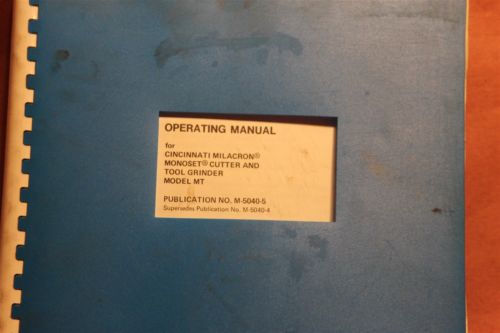 OPERATING MANUAL
for
CINCINNATI MILACRON®
MONOSET® CUTTER AND
TOOL GRINDER
MODEL MT
PUBLICATION NO. M-5040-5
Supersedes Publication No. M-5040-4